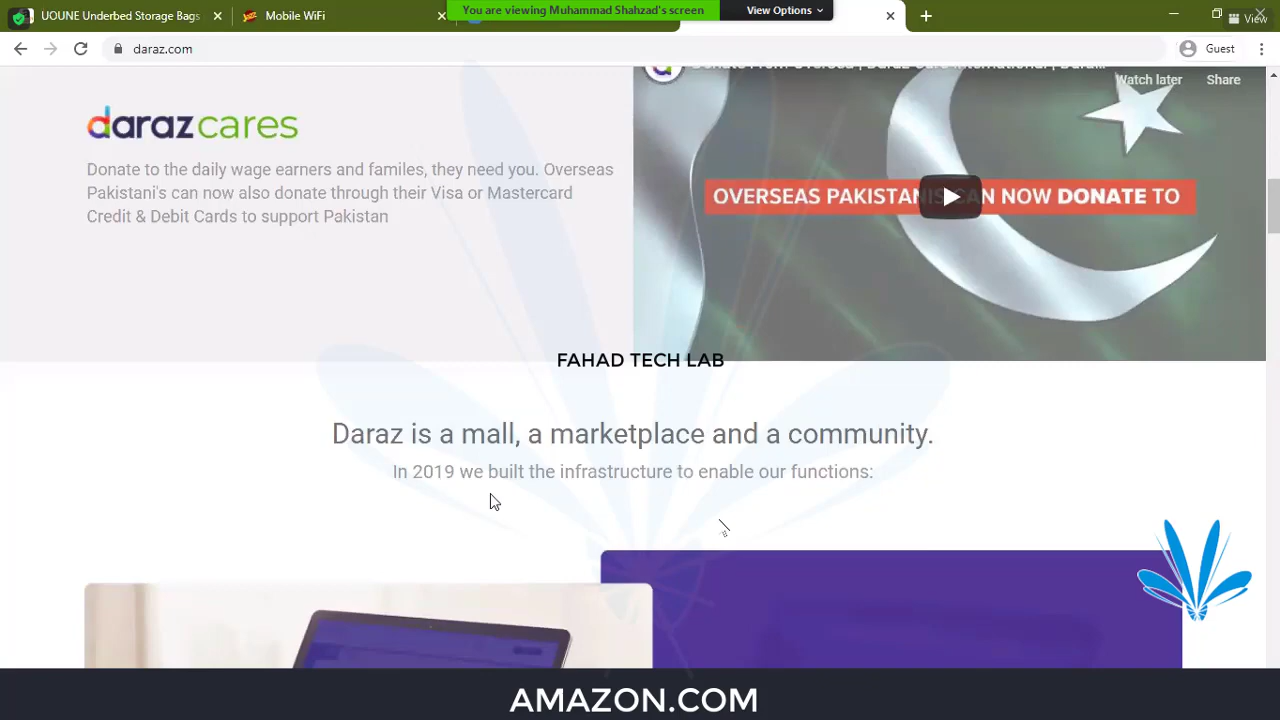 UOUNE Underbed Storage Bags
Mobile WiFi
You are viewing Muhammad Shahzad's screen
View Options
View
daraz.com
Guest
Watch later
Share
daraz cares
Donate to the daily wage earners and familes, they need you. Overseas
Pakistani's can now also donate through their Visa or Mastercard
Credit & Debit Cards to support Pakistan
OVERSEAS PAKISTANIS CAN NOW DONATE TO
FAHAD TECH LAB
Daraz is a mall, a marketplace and a community.
In 2019 we built the infrastructure to enable our functions:
AMAZON.COM